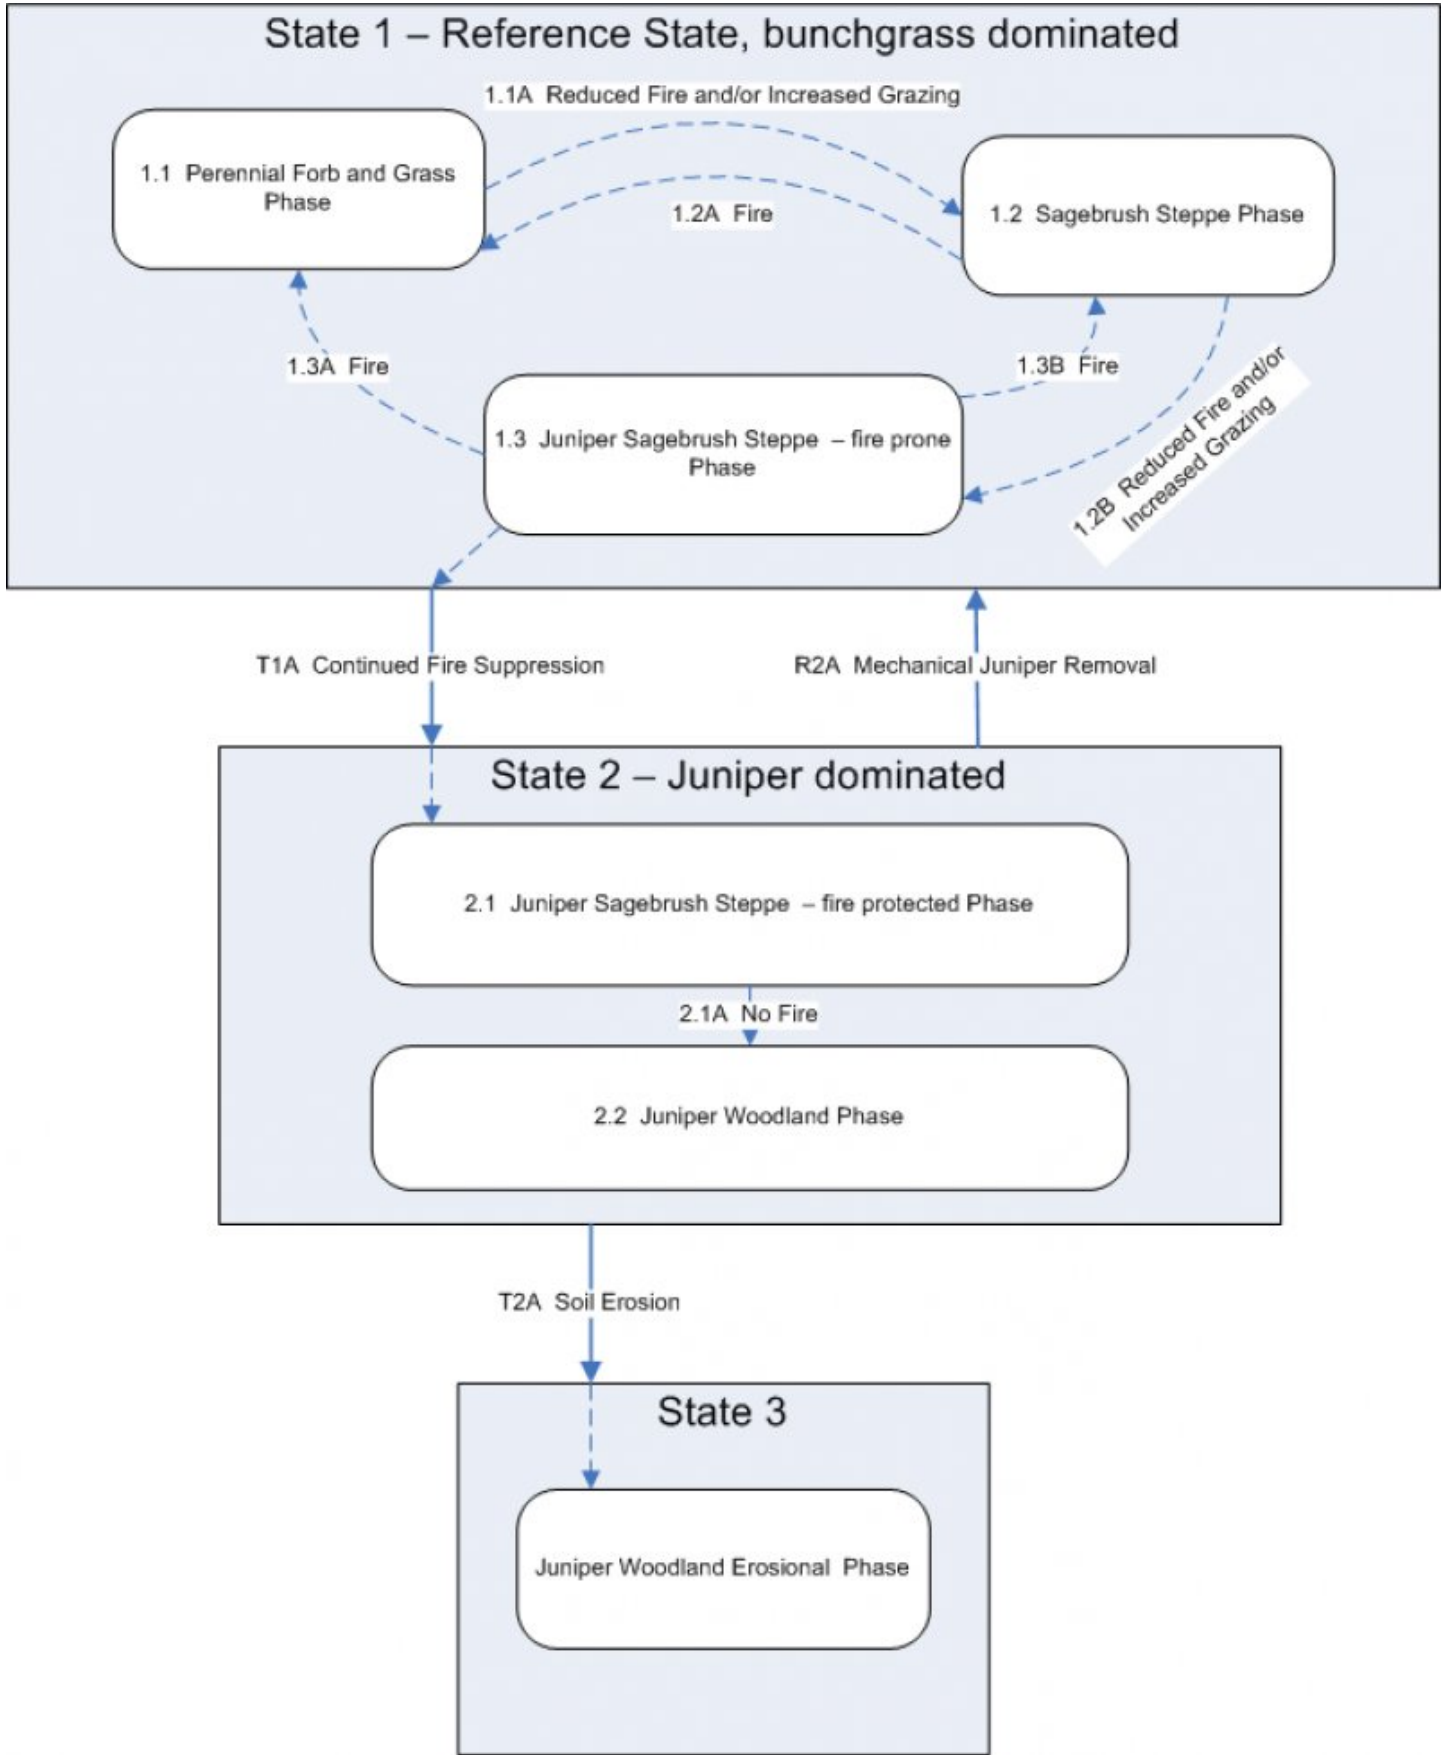 State 1 – Reference State, bunchgrass dominated
1.1A Reduced Fire and/or Increased Grazing
1.1 Perennial Forb and Grass
Phase
1.2A Fire
1.2 Sagebrush Steppe Phase
1.3A Fire
1.3B Fire
1.2B Reduced Fire and/or
Increased Grazing
1.3 Juniper Sagebrush Steppe – fire prone
Phase
T1A Continued Fire Suppression
R2A Mechanical Juniper Removal
State 2 – Juniper dominated
2.1 Juniper Sagebrush Steppe – fire protected Phase
2.1A No Fire
2.2 Juniper Woodland Phase
T2A Soil Erosion
State 3
Juniper Woodland Erosional Phase